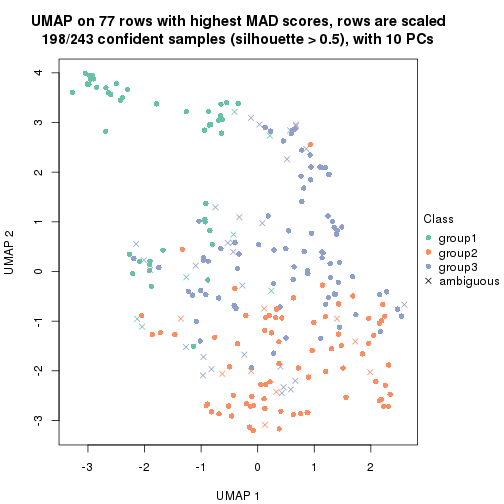 UMAP on 77 rows with highest MAD scores, rows are scaled
198/243 confident samples (silhouette > 0.5), with 10 PCs
4
3
2
1
0
-1
-2
-3
UMAP 2
-3
-2
-1
0
1
2
UMAP 1
Class
group1
group2
group3
ambiguous